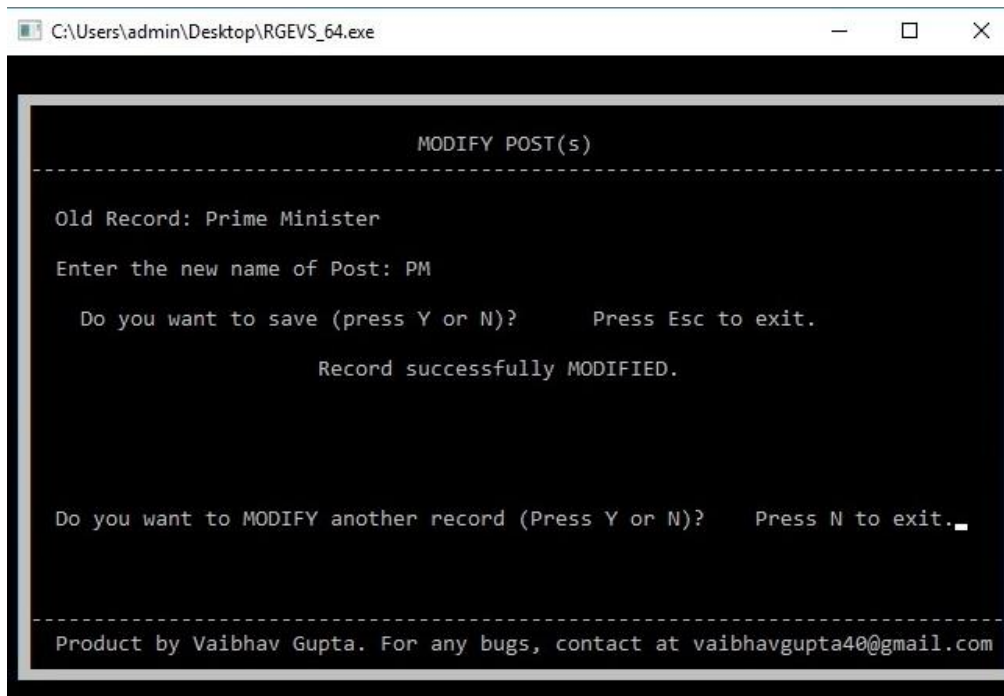 C:\Users\admin\Desktop\RGEVS_64.exe
MODIFY POST(s)
Old Record: Prime Minister
Enter the new name of Post: PM
Do you want to save (press Y or N)? Press Esc to exit.
Record successfully MODIFIED.
Do you want to MODIFY another record (Press Y or N)? Press N to exit.
Product by Vaibhav Gupta. For any bugs, contact at vaibhavgupta40@gmail.com